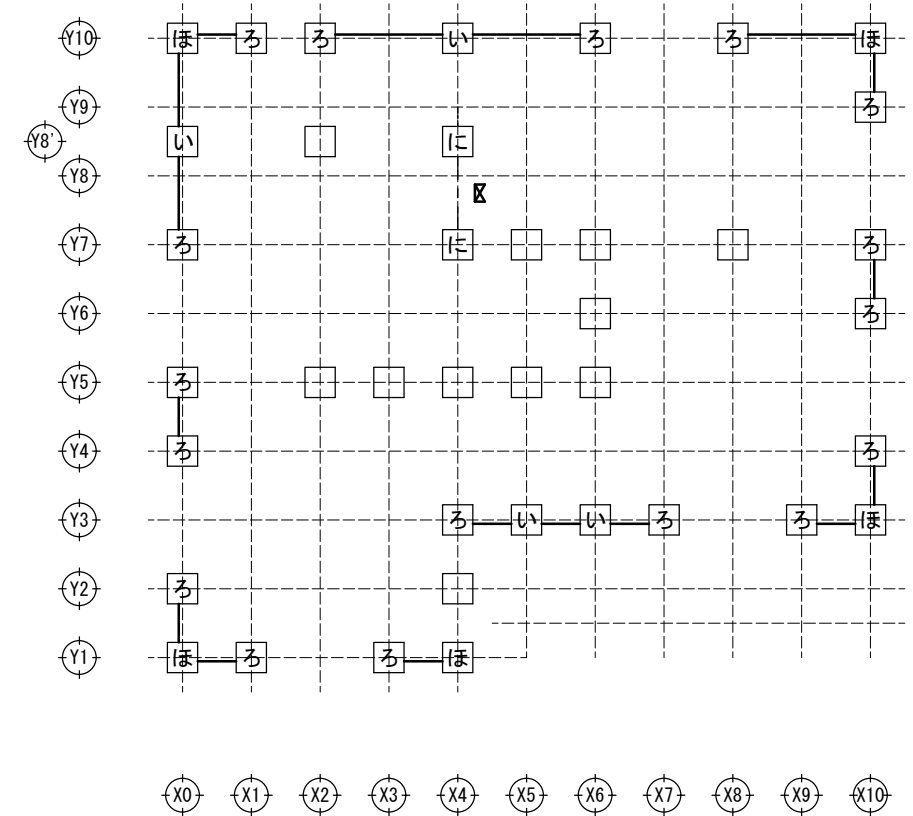 Y10 ほ ろ ろ い ろ ろ ほ
Y9 ろ
Y8' い に
Y8
Y7 ろ に ろ
Y6 ろ
Y5 ろ
Y4 ろ ろ
Y3 ろ い い ろ ろ ほ
Y2 ろ
Y1 ほ ろ ろ ほ
X0 X1 X2 X3 X4 X5 X6 X7 X8 X9 X10